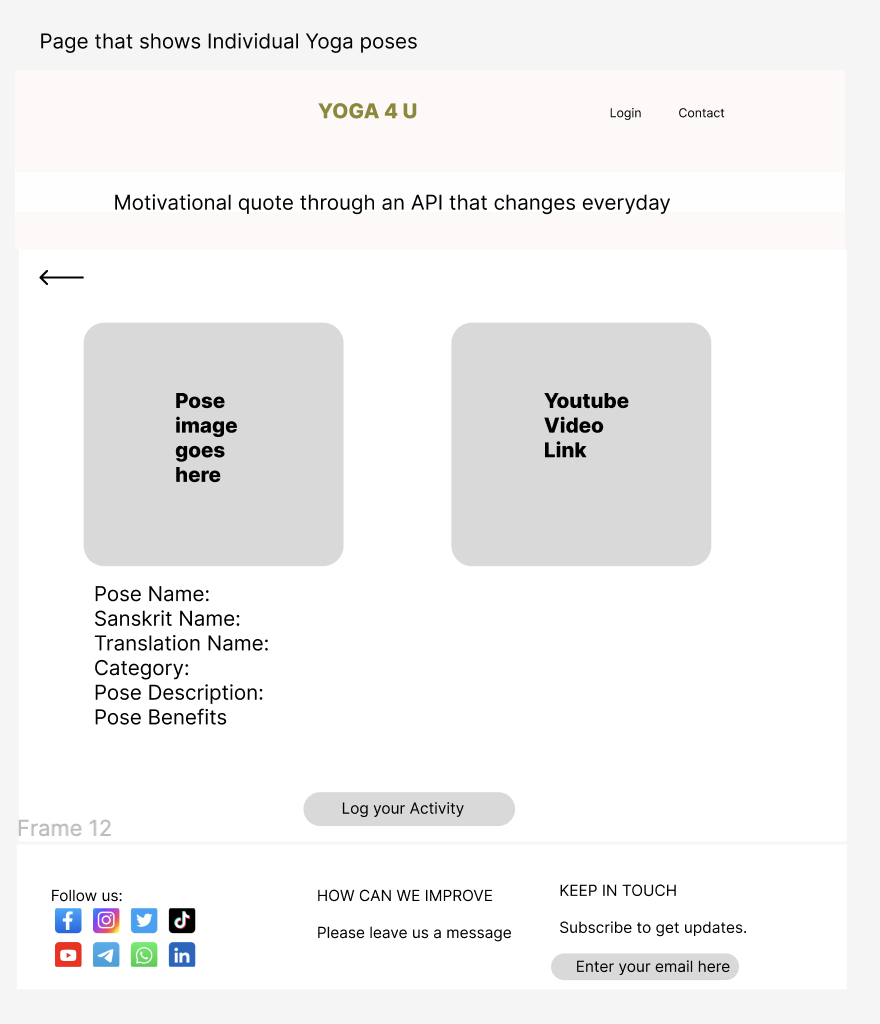 Page that shows Individual Yoga poses
YOGA 4 U
Login
Contact
Motivational quote through an API that changes everyday
Pose
image
goes
here
Youtube
Video
Link
Pose Name:
Sanskrit Name:
Translation Name:
Category:
Pose Description:
Pose Benefits
Log your Activity
Frame 12
Follow us:
HOW CAN WE IMPROVE
Please leave us a message
KEEP IN TOUCH
Subscribe to get updates.
Enter your email here